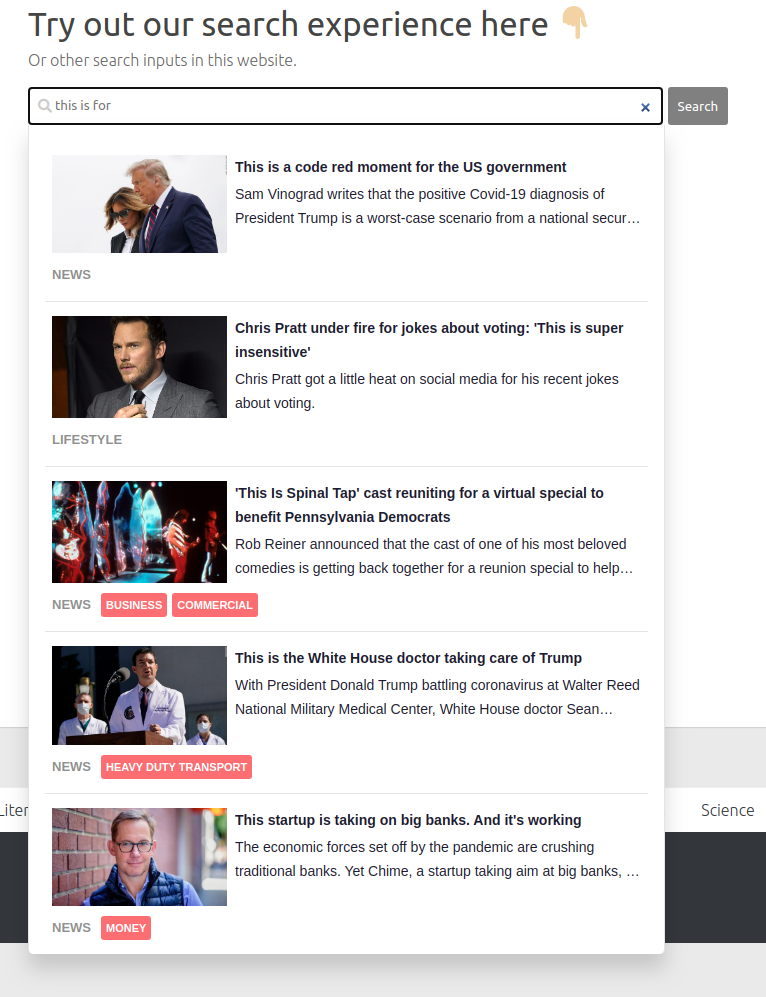 Try out our search experience here
Or other search inputs in this website.
this is for
×
Search
This is a code red moment for the US government
Sam Vinograd writes that the positive Covid-19 diagnosis of
President Trump is a worst-case scenario from a national secur…
NEWS
Chris Pratt under fire for jokes about voting: 'This is super
insensitive'
Chris Pratt got a little heat on social media for his recent jokes
about voting.
LIFESTYLE
'This Is Spinal Tap' cast reuniting for a virtual special to
benefit Pennsylvania Democrats
Rob Reiner announced that the cast of one of his most beloved
comedies is getting back together for a reunion special to help…
NEWS BUSINESS COMMERCIAL
This is the White House doctor taking care of Trump
With President Donald Trump battling coronavirus at Walter Reed
National Military Medical Center, White House doctor Sean…
NEWS HEAVY DUTY TRANSPORT
Liter
Science
This startup is taking on big banks. And it's working
The economic forces set off by the pandemic are crushing
traditional banks. Yet Chime, a startup taking aim at big banks, …
NEWS MONEY